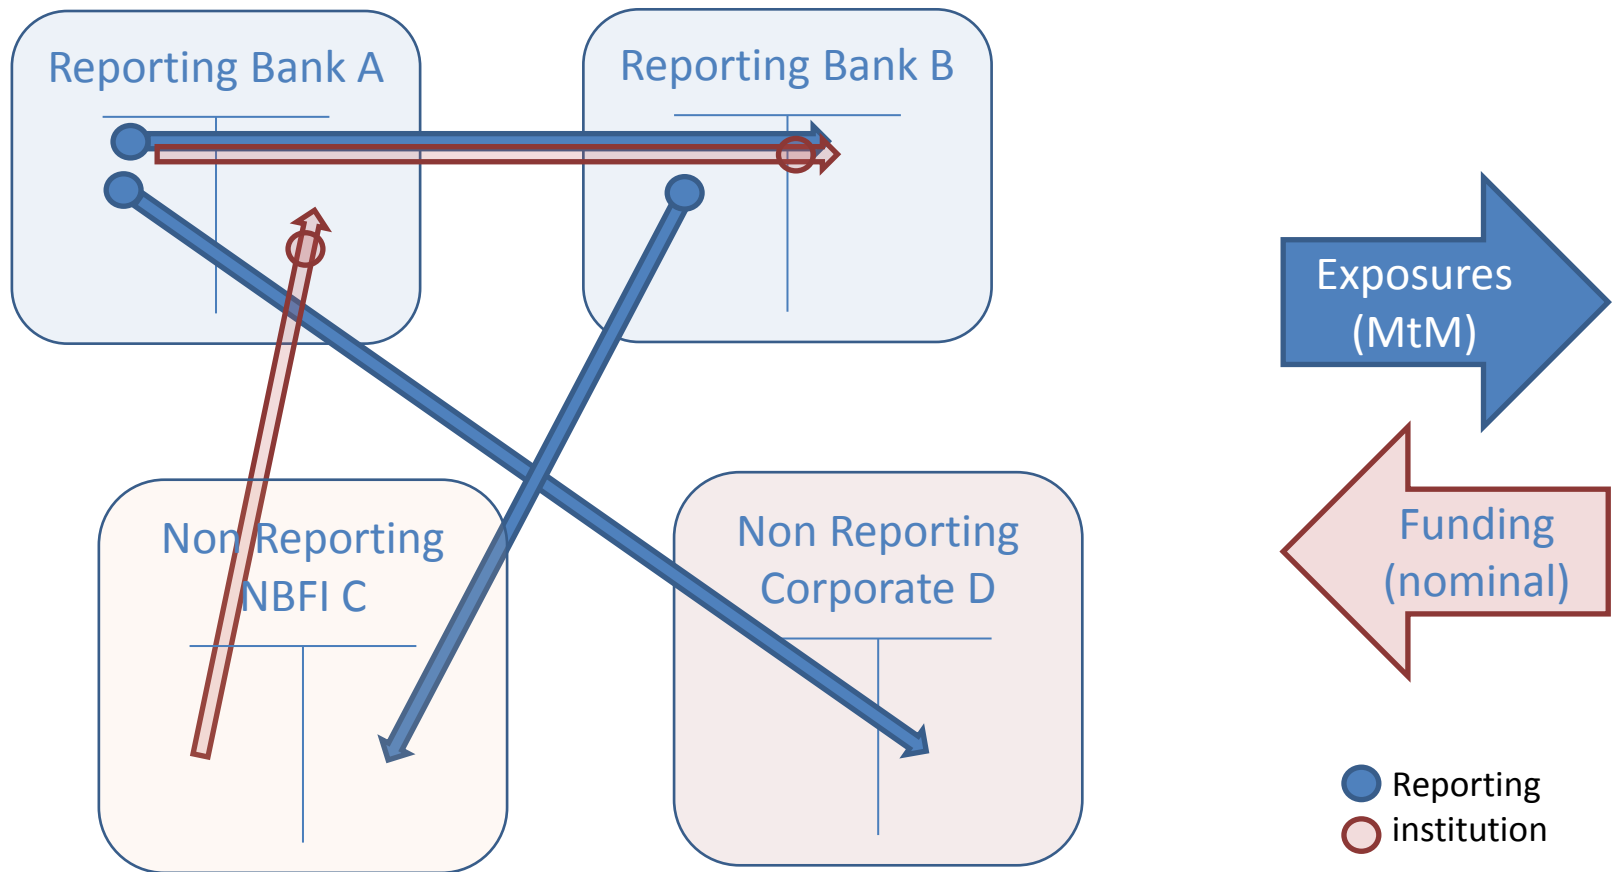 Reporting Bank A
Reporting Bank B
Exposures
(MtM)
Non Reporting
NBFI C
Non Reporting
Corporate D
Funding
(nominal)
Reporting
institution